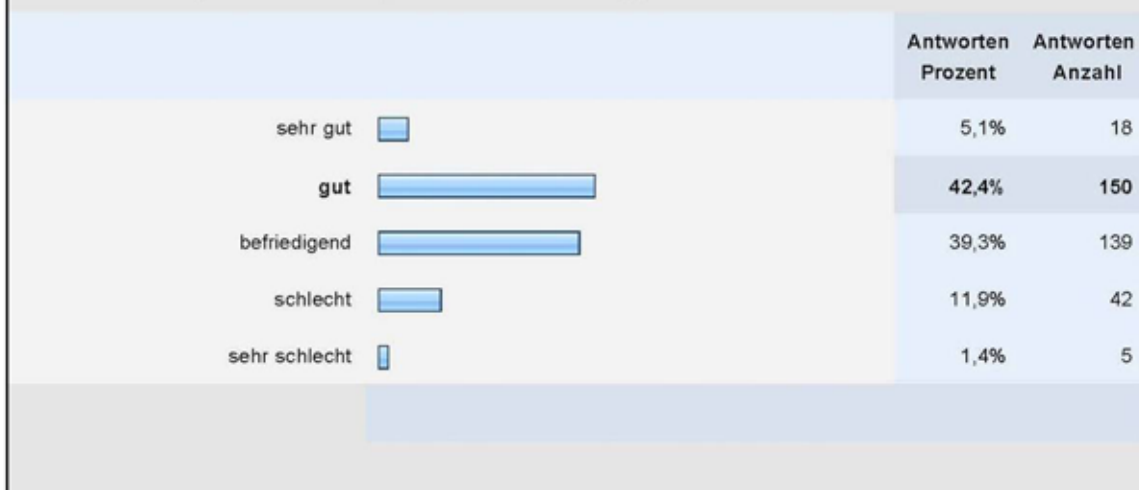 Antworten Antworten
Prozent Anzahl
sehr gut 5,1% 18
gut 42,4% 150
befriedigend 39,3% 139
schlecht 11,9% 42
sehr schlecht 1,4% 5